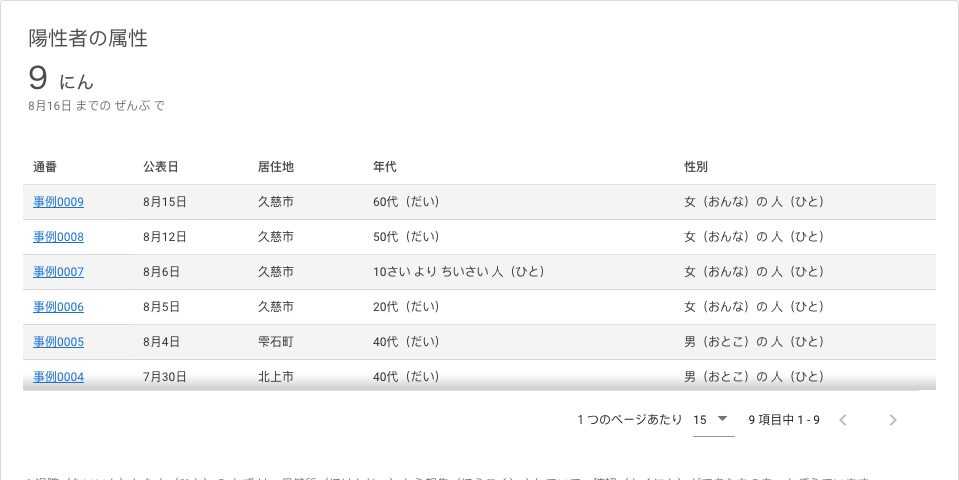 陽性者の属性
9 にん
8月16日 までの ぜんぶ で
通番 公表日 居住地 年代 性別
事例0009 8月15日 久慈市 60代（だい） 女（おんな）の 人（ひと）
事例0008 8月12日 久慈市 50代（だい） 女（おんな）の 人（ひと）
事例0007 8月6日 久慈市 10さい より ちいさい 人（ひと） 女（おんな）の 人（ひと）
事例0006 8月5日 久慈市 20代（だい） 女（おんな）の 人（ひと）
事例0005 8月4日 雫石町 40代（だい） 男（おとこ）の 人（ひと）
事例0004 7月30日 北上市 40代（だい） 男（おとこ）の 人（ひと）
1 つのページあたり 15 9 項目中 1 - 9